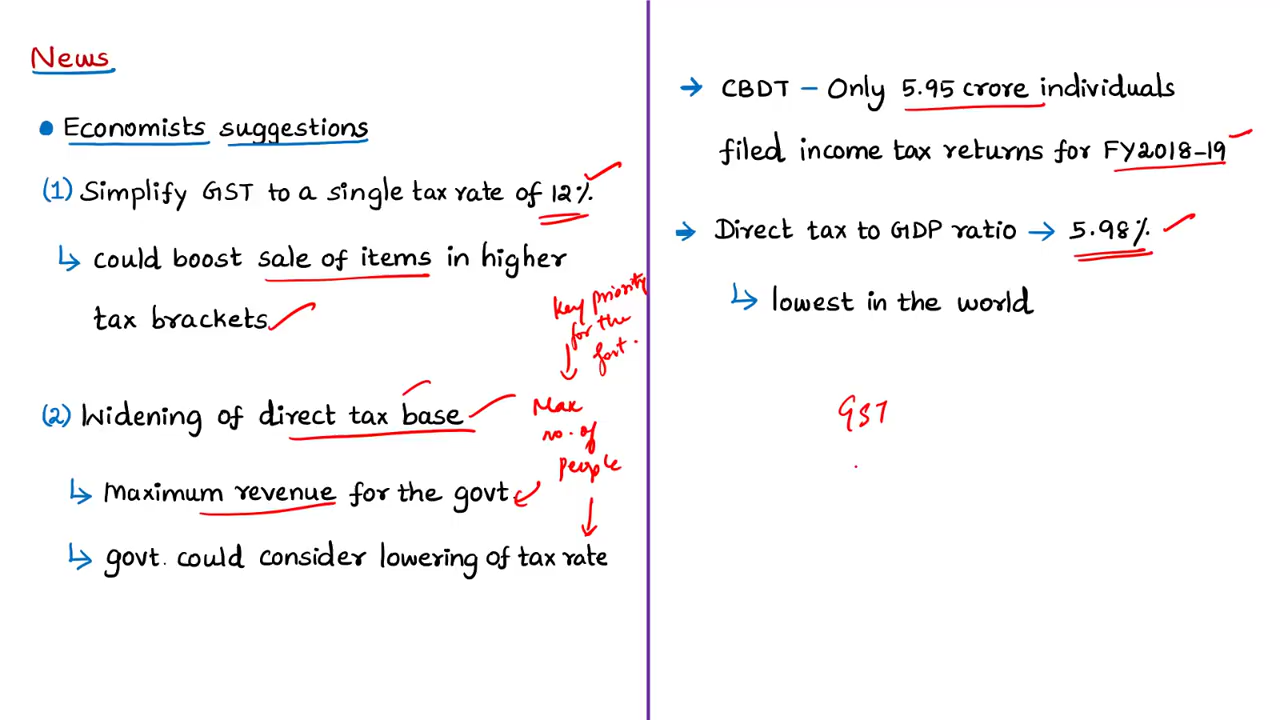 News
• Economists suggestions
(1) Simplify GST to a single tax rate of 12%.
↳ could boost sale of items in higher
tax brackets
Key priority
for the
fort.
(2) Widening of direct tax base
Max
no. of
people
↳ Maximum revenue for the govt
↳ govt. could consider lowering of tax rate
→ CBDT – Only 5.95 crore individuals
filed income tax returns for FY2018-19
→ Direct tax to GDP ratio → 5.98%.
↳ lowest in the world
GST